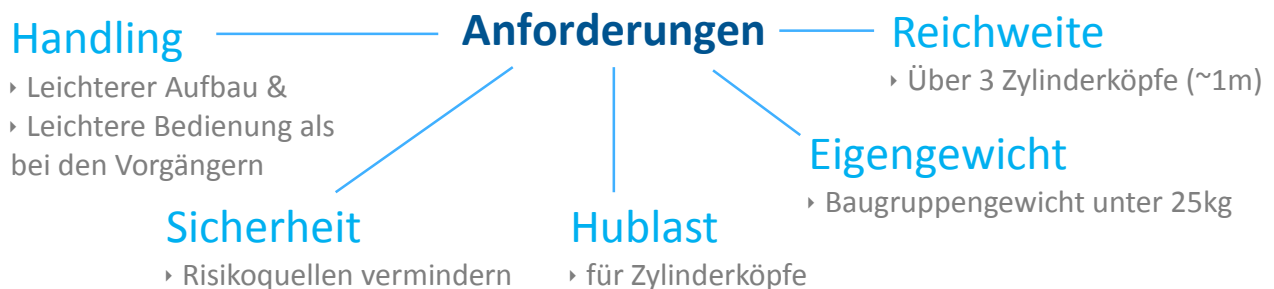 Anforderungen
Handling
‣ Leichterer Aufbau &
‣ Leichtere Bedienung als
bei den Vorgängern
Sicherheit
‣ Risikoquellen vermindern
Hublast
‣ für Zylinderköpfe
Eigengewicht
‣ Baugruppengewicht unter 25kg
Reichweite
‣ Über 3 Zylinderköpfe (~1m)